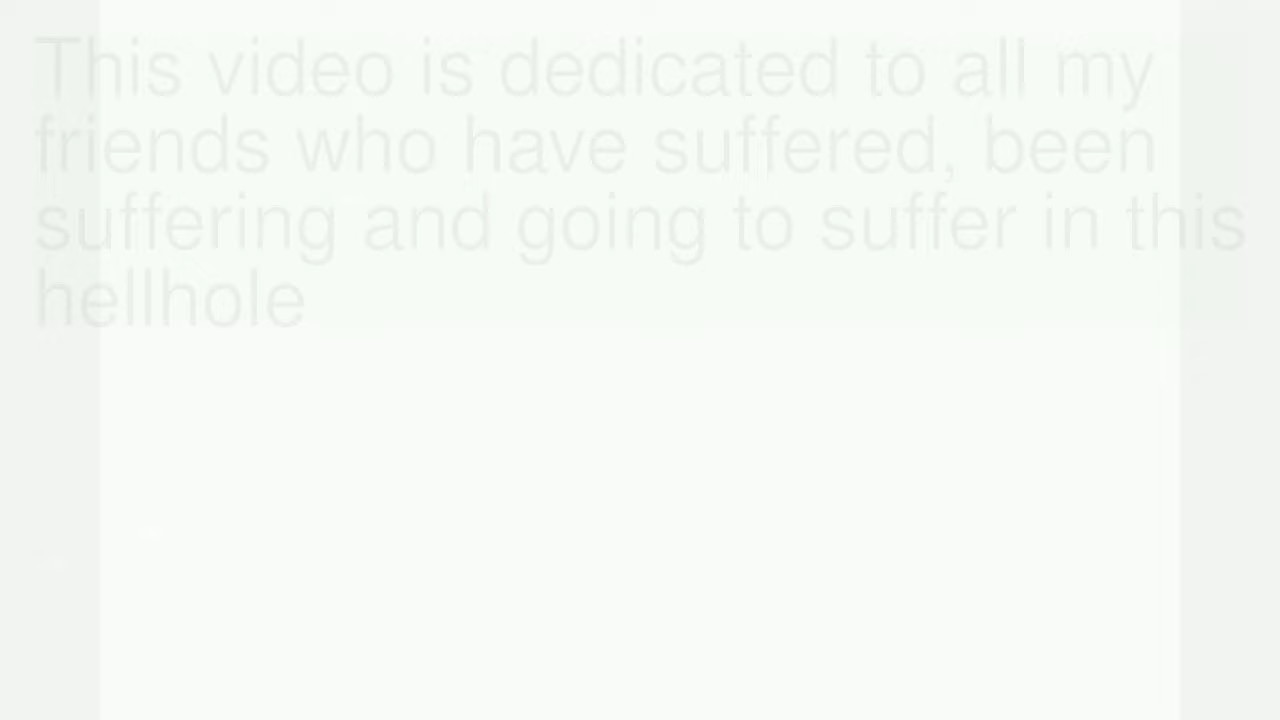 This video is dedicated to all my
friends who have suffered, been
suffering and going to suffer in this
hellhole